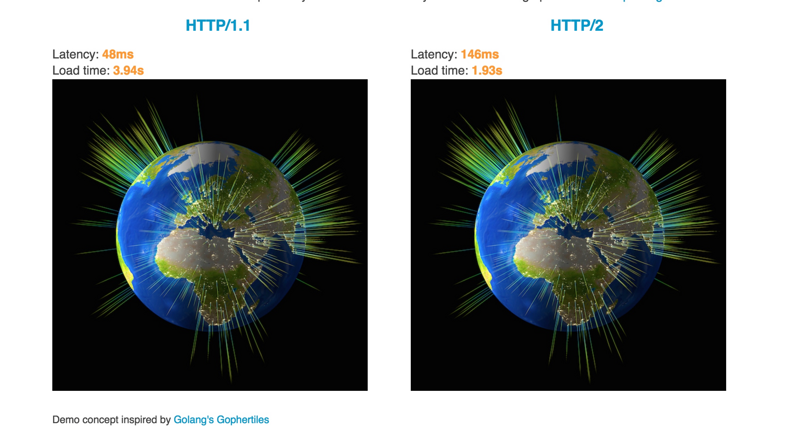 HTTP/1.1
Latency: 48ms
Load time: 3.94s
HTTP/2
Latency: 146ms
Load time: 1.93s
Demo concept inspired by Golang's Gophertiles